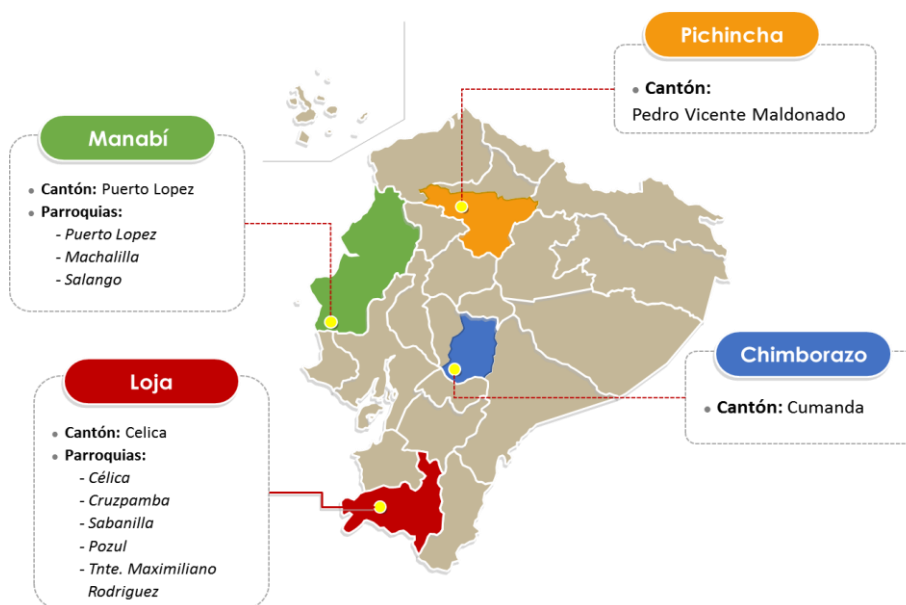 Pichincha
• Cantón:
Pedro Vicente Maldonado
Manabí
• Cantón: Puerto Lopez
• Parroquias:
- Puerto Lopez
- Machalilla
- Salango
Chimborazo
• Cantón: Cumanda
Loja
• Cantón: Celica
• Parroquias:
- Célica
- Cruzpamba
- Sabanilla
- Pozul
- Tnte. Maximiliano
Rodriguez